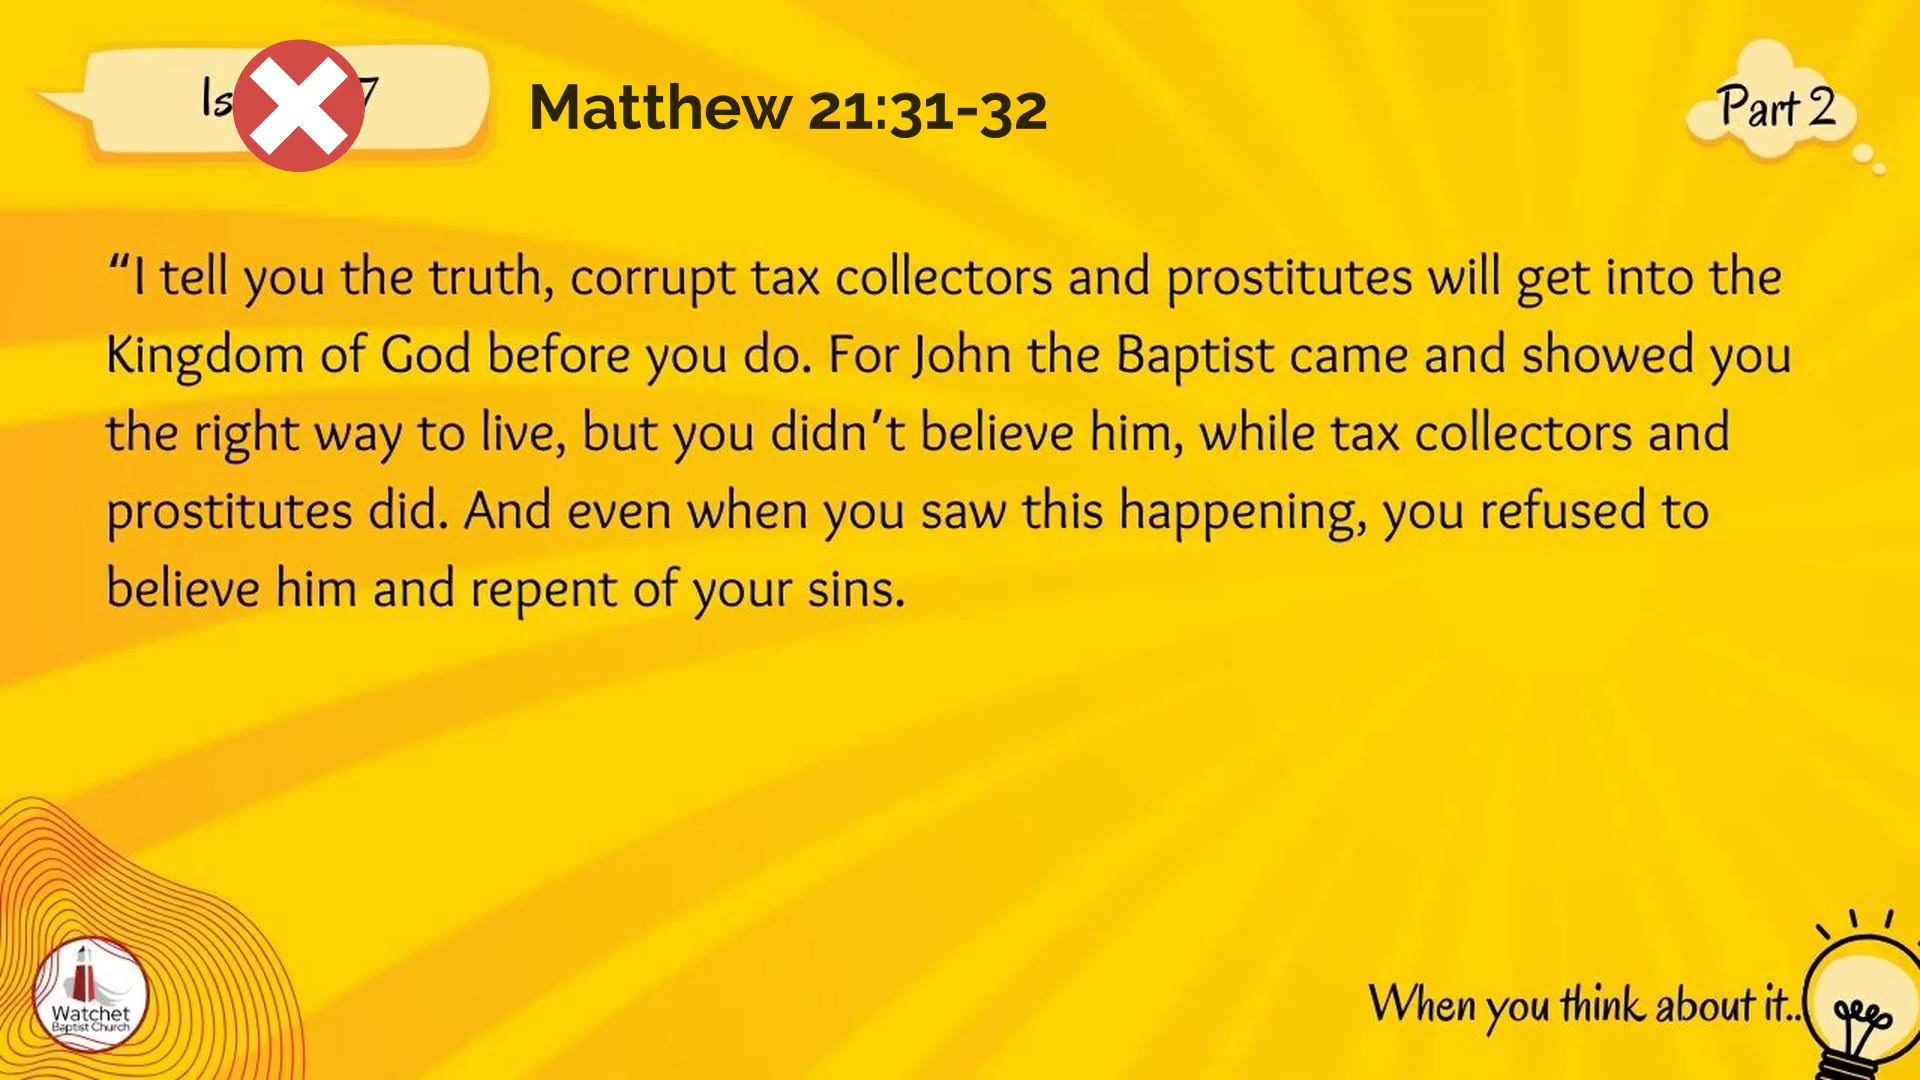 Matthew 21:31-32
Part 2
“I tell you the truth, corrupt tax collectors and prostitutes will get into the
Kingdom of God before you do. For John the Baptist came and showed you
the right way to live, but you didn’t believe him, while tax collectors and
prostitutes did. And even when you saw this happening, you refused to
believe him and repent of your sins.
Watchet
Baptist Church
When you think about it..